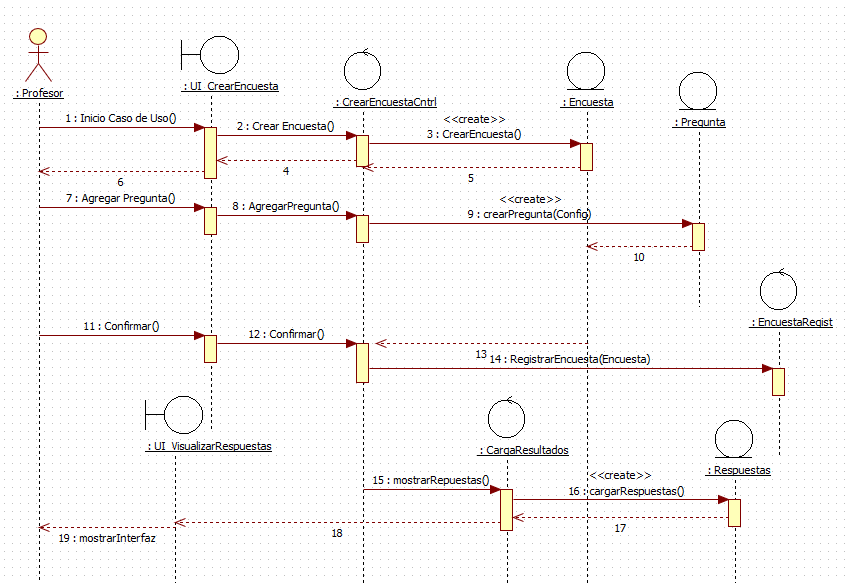 : Profesor
: UI_CrearEncuesta
: CrearEncuestaCntrl
: Encuesta
: Pregunta
1 : Inicio Caso de Uso()
2 : Crear Encuesta()
<<create>>
3 : CrearEncuesta()
4
5
6
7 : Agregar Pregunta()
8 : AgregarPregunta()
<<create>>
9 : crearPregunta(Config)
10
: EncuestaRegist
11 : Confirmar()
12 : Confirmar()
13
14 : RegistrarEncuesta(Encuesta)
: UI_VisualizarRespuestas
: CargaResultados
: Respuestas
15 : mostrarRepuestas()
<<create>>
16 : cargarRespuestas()
17
18
19 : mostrarInterfaz